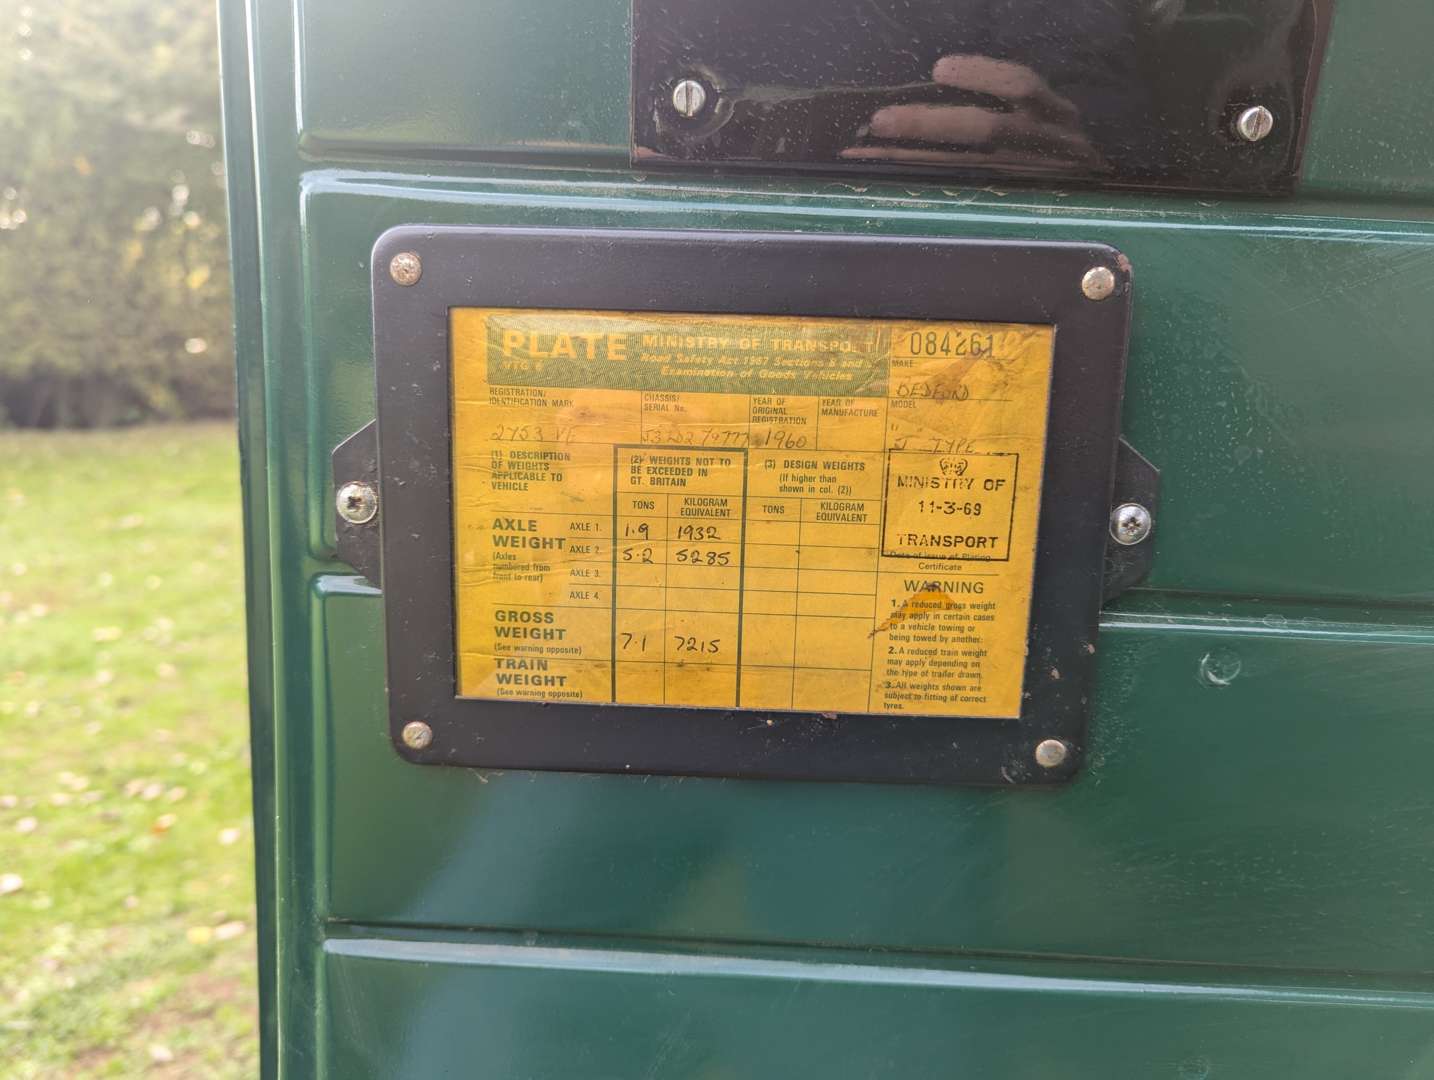 PLATE
VTG 6
MINISTRY OF TRANSPORT
Road Safety Act 1967 Sections 8 and
Examination of Goods Vehicles
084261
MAKE
BEDFORD
REGISTRATION/
IDENTIFICATION MARK
2753 VE
CHASSIS/
SERIAL No.
YEAR OF
ORIGINAL
REGISTRATION
1960
YEAR OF
MANUFACTURE
MODEL
J TYPE
(1) DESCRIPTION
OF WEIGHTS
APPLICABLE TO
VEHICLE
(2) WEIGHTS NOT TO
BE EXCEEDED IN
GT. BRITAIN
(3) DESIGN WEIGHTS
(If higher than
shown in col. (2))
TONS
KILOGRAM
EQUIVALENT
TONS
KILOGRAM
EQUIVALENT
AXLE
WEIGHT
(Axles
numbered from
front to rear)
AXLE 1. 1.9 1932
AXLE 2. 5.2 5285
AXLE 3.
AXLE 4.
GROSS
WEIGHT
(See warning opposite)
7.1 7215
TRAIN
WEIGHT
(See warning opposite)
MINISTRY OF
11-3-69
TRANSPORT
Date of issue of Plating
Certificate
WARNING
1. A reduced gross weight
may apply in certain cases
to a vehicle towing or
being towed by another.
2. A reduced train weight
may apply depending on
the type of trailer drawn.
3. All weights shown are
subject to fitting of correct
tyres.